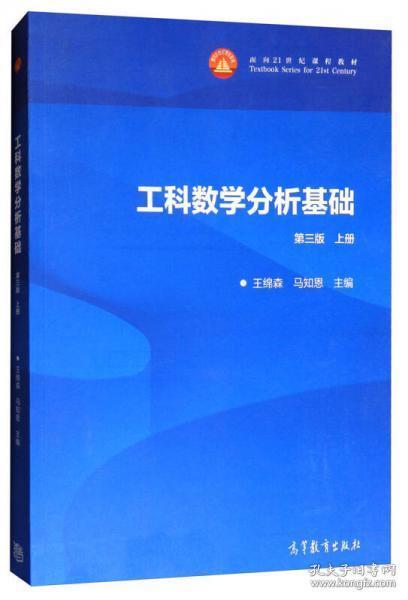 面向21世纪课程教材
Textbook Series for 21st Century
工科数学分析基础
第三版 上册
王绵森 马知恩 主编
高等教育出版社
工科数学分析基础
第三版 上册
王绵森 马知恩 主编
孔夫子旧书网
kongfz.com